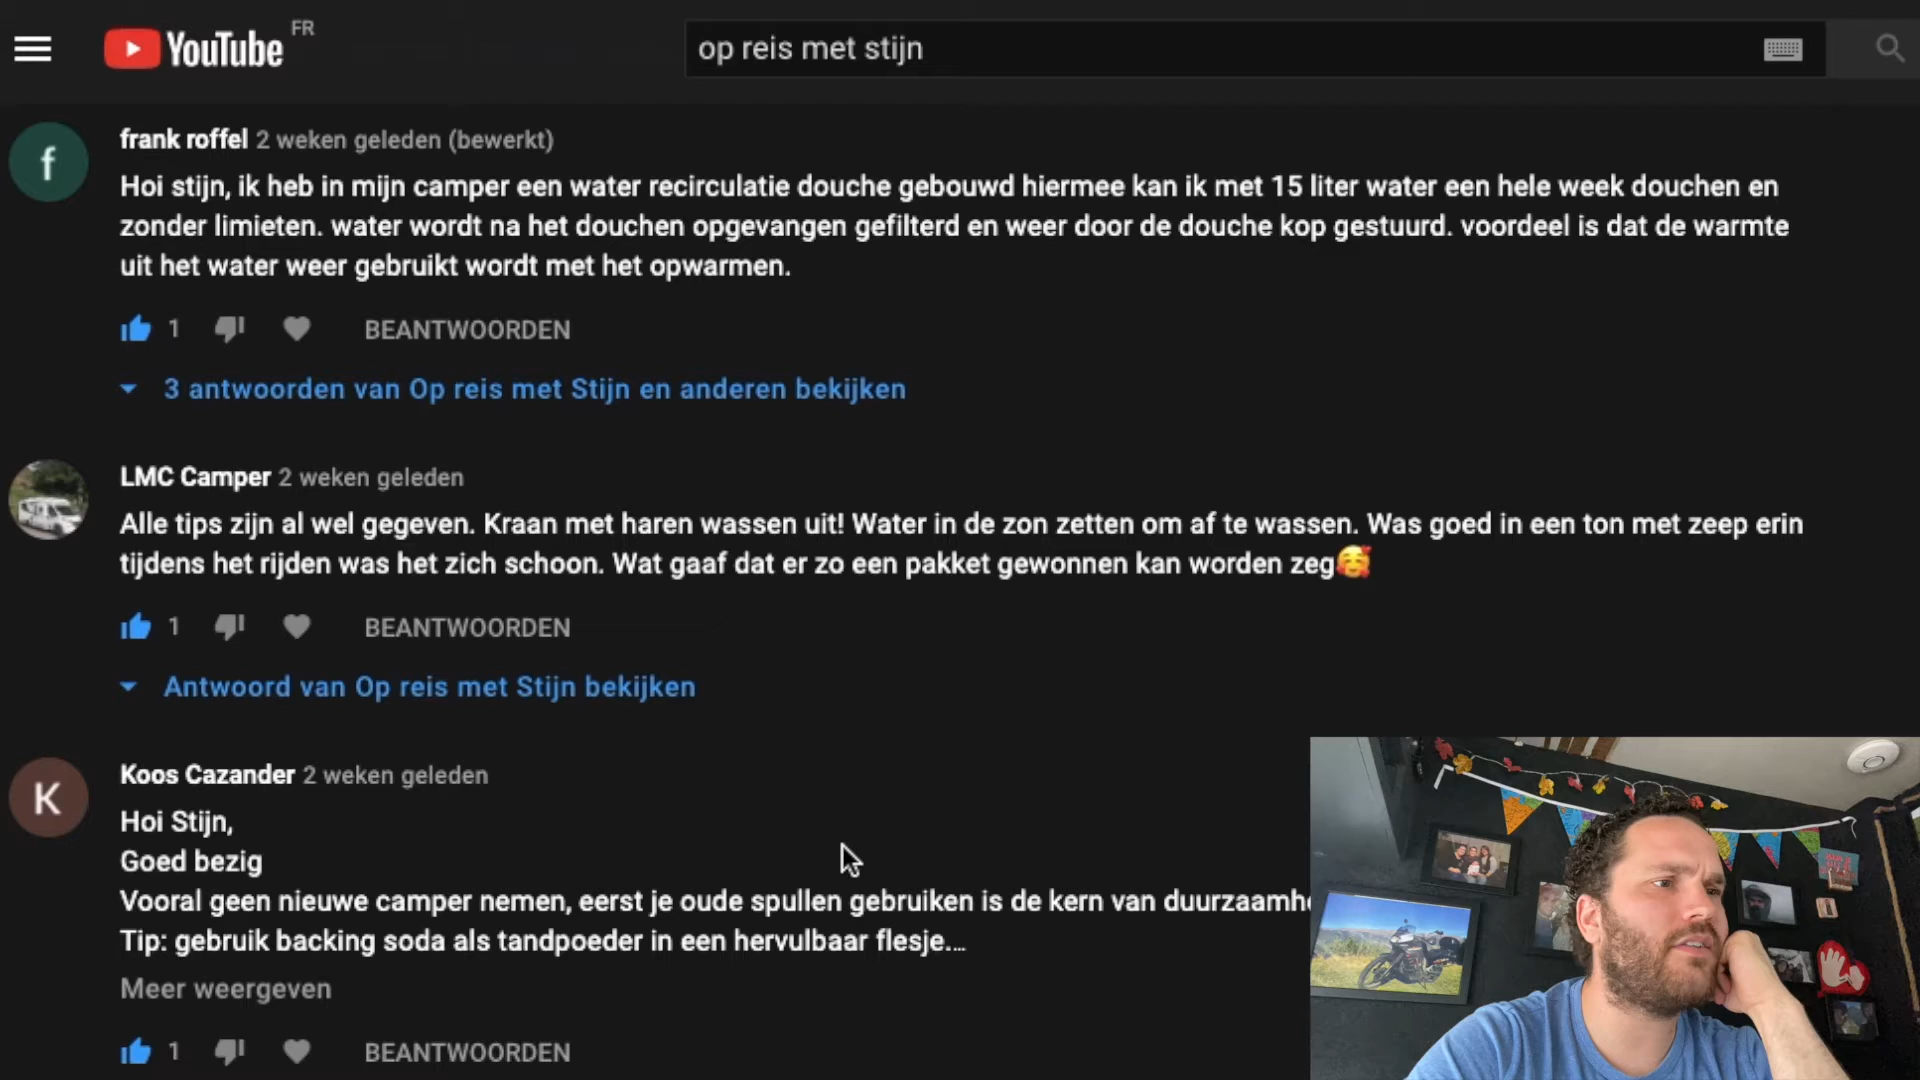 YouTube FR
op reis met stijn
f
frank roffel 2 weken geleden (bewerkt)
Hoi stijn, ik heb in mijn camper een water recirculatie douche gebouwd hiermee kan ik met 15 liter water een hele week douchen en
zonder limieten. water wordt na het douchen opgevangen gefilterd en weer door de douche kop gestuurd. voordeel is dat de warmte
uit het water weer gebruikt wordt met het opwarmen.
1 BEANTWOORDEN
3 antwoorden van Op reis met Stijn en anderen bekijken
LMC Camper 2 weken geleden
Alle tips zijn al wel gegeven. Kraan met haren wassen uit! Water in de zon zetten om af te wassen. Was goed in een ton met zeep erin
tijdens het rijden was het zich schoon. Wat gaaf dat er zo een pakket gewonnen kan worden zeg🥰
1 BEANTWOORDEN
Antwoord van Op reis met Stijn bekijken
K
Koos Cazander 2 weken geleden
Hoi Stijn,
Goed bezig
Vooral geen nieuwe camper nemen, eerst je oude spullen gebruiken is de kern van duurzaamhe
Tip: gebruik backing soda als tandpoeder in een hervulbaar flesje...
Meer weergeven
1 BEANTWOORDEN